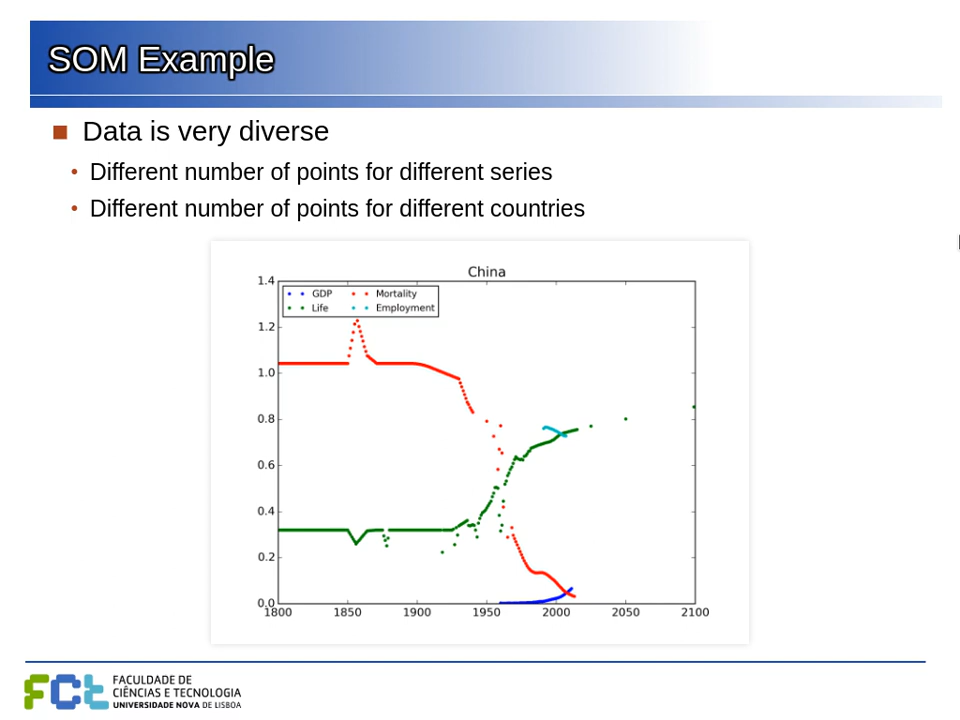 SOM Example
Data is very diverse
• Different number of points for different series
• Different number of points for different countries
China
1.4
1.2
1.0
0.8
0.6
0.4
0.2
0.0
GDP
Mortality
Life
Employment
1800 1850 1900 1950 2000 2050 2100
FCt
FACULDADE DE
CIÊNCIAS E TECNOLOGIA
UNIVERSIDADE NOVA DE LISBOA